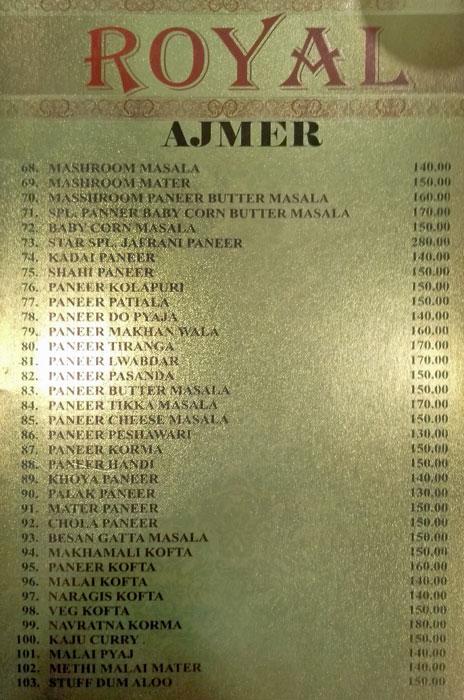 ROYAL
AJMER
68. MASHROOM MASALA 140.00
69. MASHROOM MATER 150.00
70. MASSHROOM PANEER BUTTER MASALA 160.00
71. SPL. PANNER BABY CORN BUTTER MASALA 170.00
72. BABY CORN MASALA 150.00
73. STAR SPL. JAFRANI PANEER 280.00
74. KADAI PANEER 140.00
75. SHAHI PANEER 150.00
76. PANEER KOLAPURI 150.00
77. PANEER PATIALA 150.00
78. PANEER DO PYAJA 140.00
79. PANEER MAKHAN WALA 160.00
80. PANEER TIRANGA 170.00
81. PANEER LWABDAR 170.00
82. PANEER PASANDA 150.00
83. PANEER BUTTER MASALA 150.00
84. PANEER TIKKA MASALA 170.00
85. PANEER CHEESE MASALA 150.00
86. PANEER PESHAWARI 130.00
87. PANEER KORMA 150.00
88. PANEER HANDI 150.00
89. KHOYA PANEER 140.00
90. PALAK PANEER 130.00
91. MATER PANEER 150.00
92. CHOLA PANEER 150.00
93. BESAN GATTA MASALA 150.00
94. MAKHAMALI KOFTA 150.00
95. PANEER KOFTA 160.00
96. MALAI KOFTA 140.00
97. NARAGIS KOFTA 140.00
98. VEG KOFTA 150.00
99. NAVRATNA KORMA 180.00
100. KAJU CURRY 150.00
101. MALAI PYAJ 140.00
102. METHI MALAI MATER 140.00
103. STUFF DUM ALOO 150.00